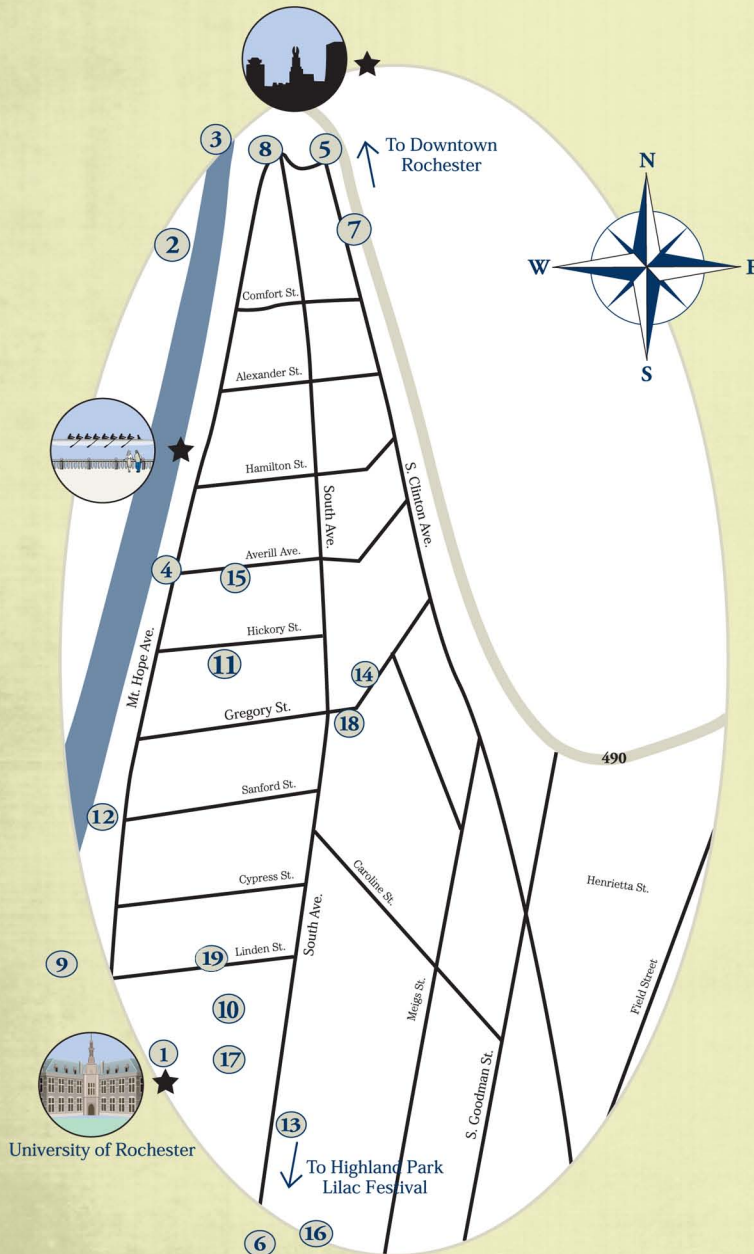 3
8
5
To Downtown
Rochester
2
7
N
W
E
S
Comfort St.
Alexander St.
Hamilton St.
South Ave.
S. Clinton Ave.
4
Averill Ave.
15
Hickory St.
11
Mt. Hope Ave.
14
Gregory St.
18
490
Sanford St.
12
Caroline St.
Cypress St.
Henrietta St.
South Ave.
19
Linden St.
9
Meigs St.
Field Street
10
1
17
S. Goodman St.
University of Rochester
13
To Highland Park
Lilac Festival
6
16